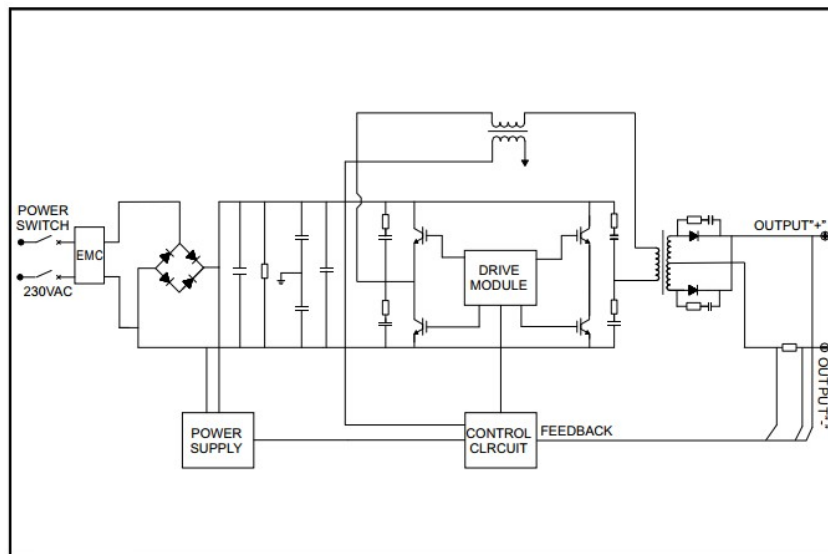 POWER
SWITCH
EMC
230VAC
DRIVE
MODULE
OUTPUT"+"
OUTPUT"-"
POWER
SUPPLY
CONTROL
CLRCUIT
FEEDBACK